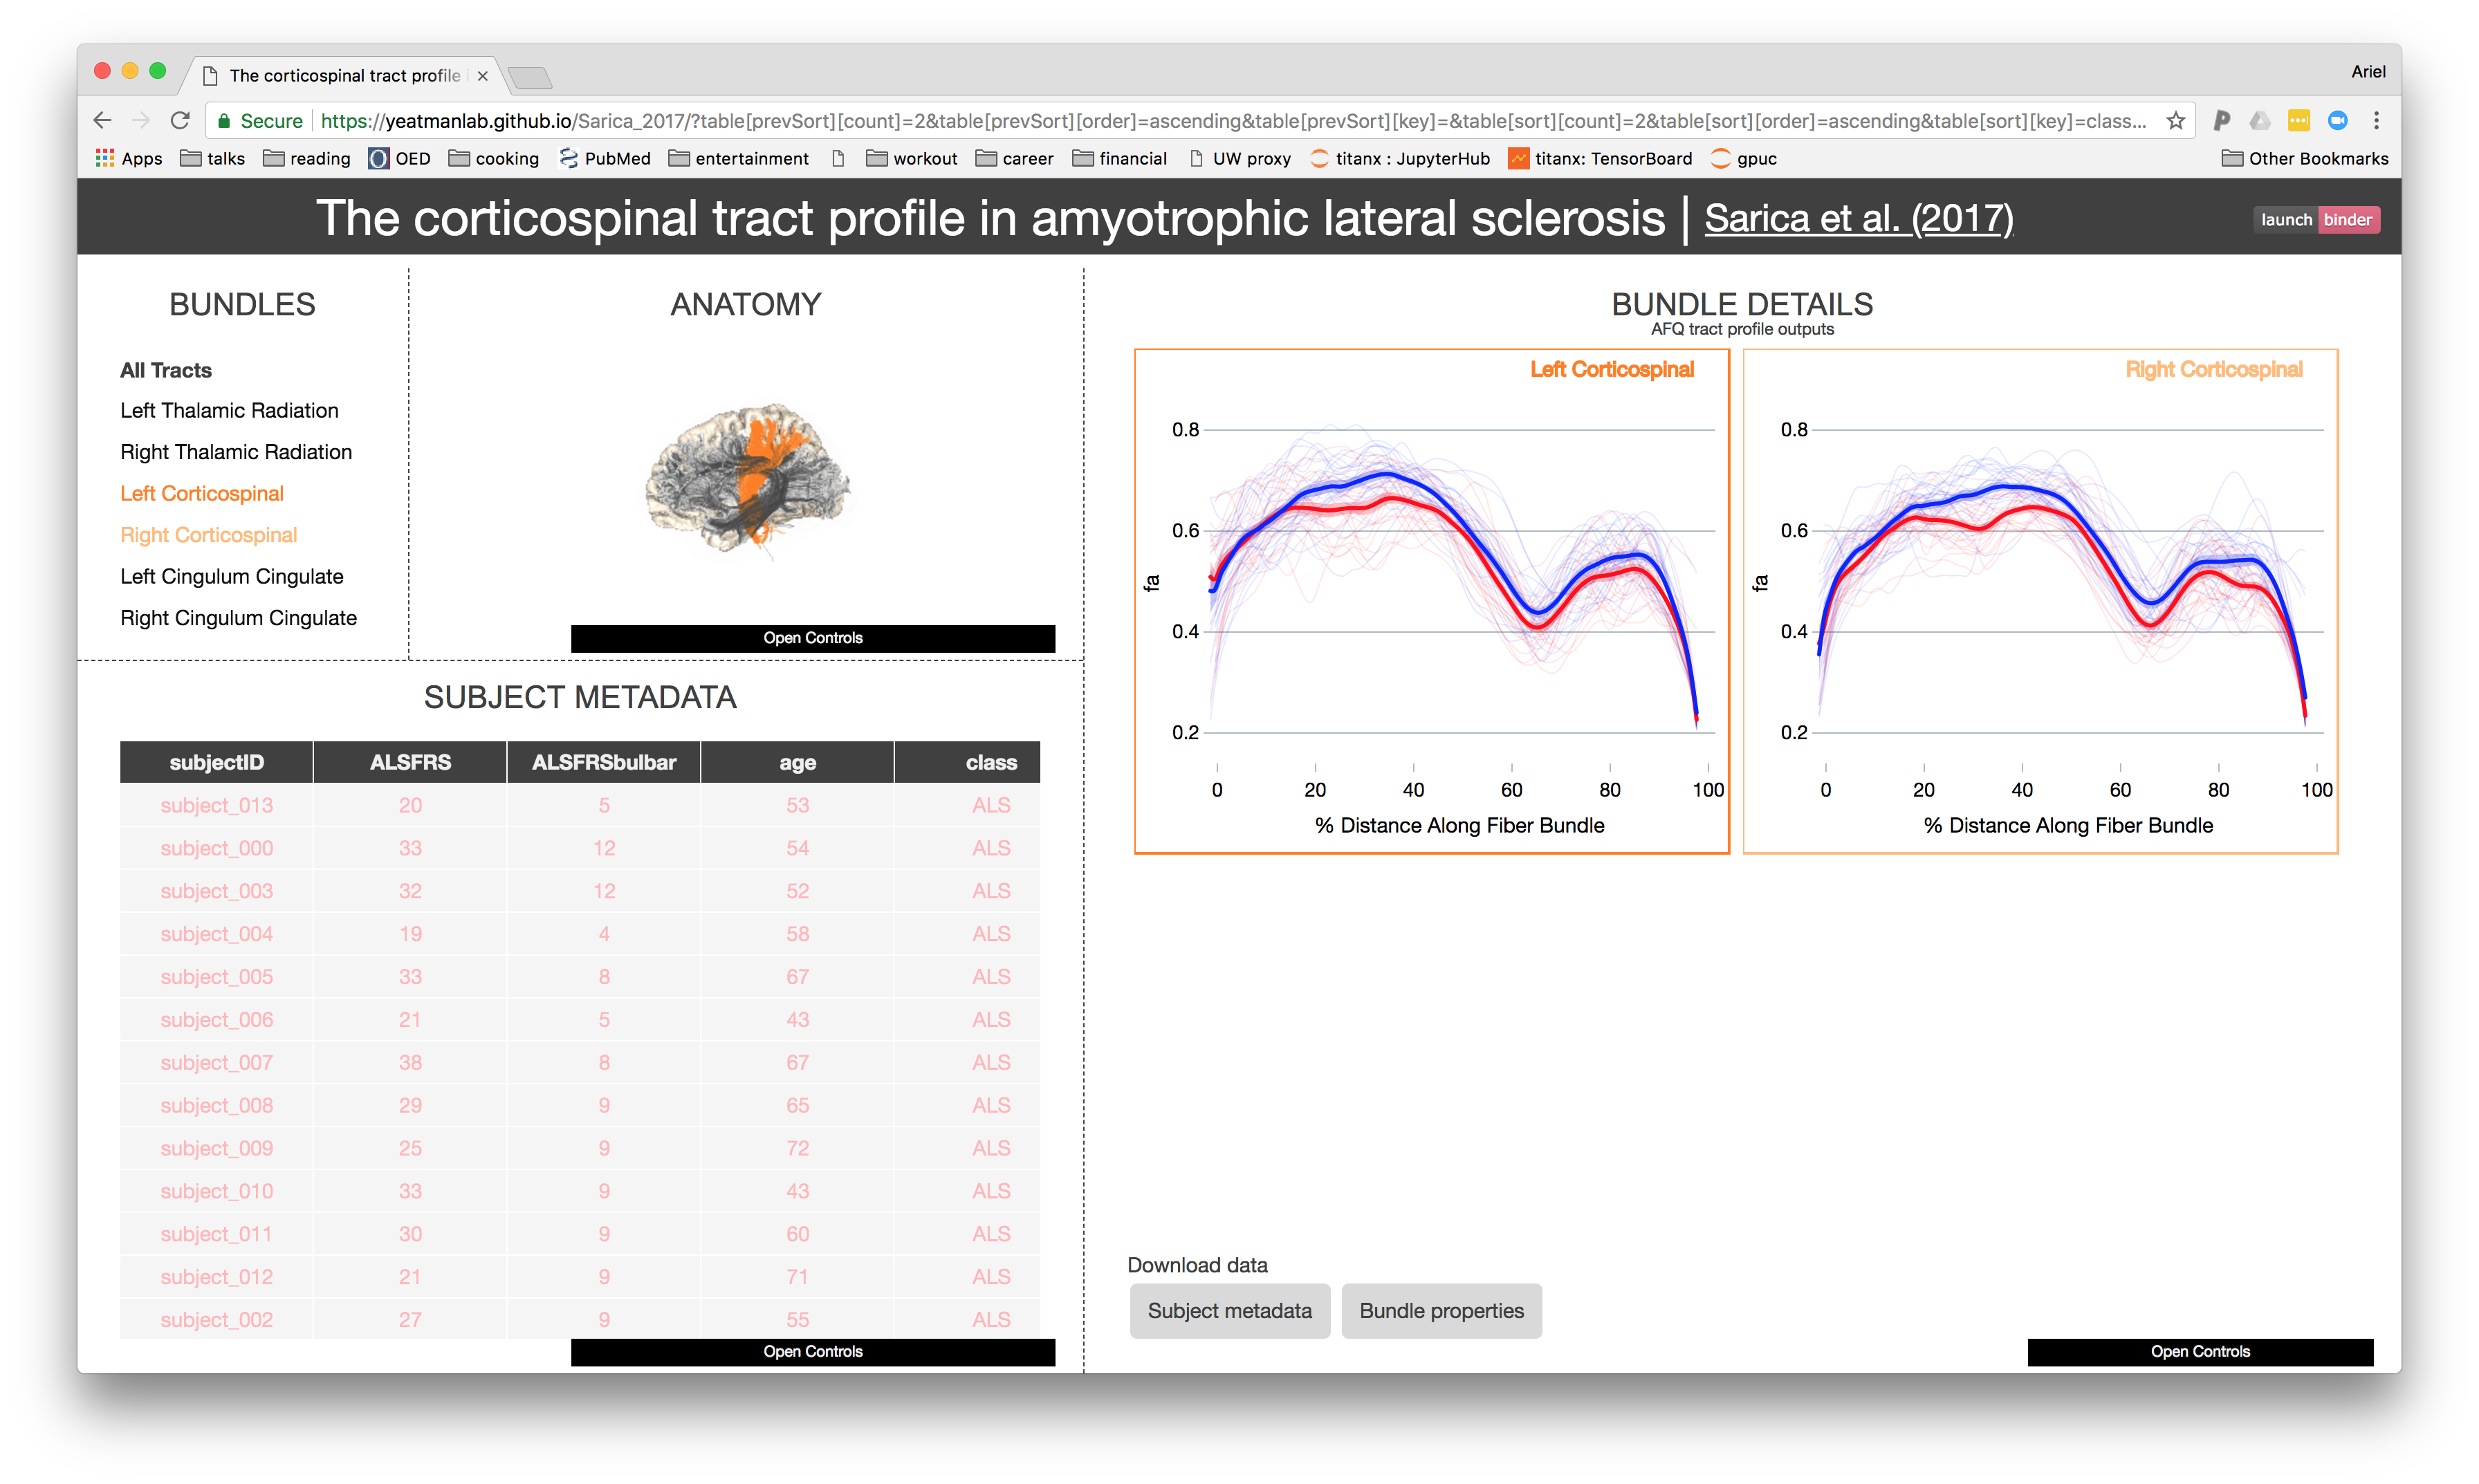 The corticospinal tract profile
Ariel
Secure https://yeatmanlab.github.io/Sarica_2017/?table[prevSort][count]=2&table[prevSort][order]=ascending&table[prevSort][key]=&table[sort][count]=2&table[sort][order]=ascending&table[sort][key]=class...
Apps talks reading OED cooking PubMed entertainment workout career financial UW proxy titanx : JupyterHub titanx: TensorBoard gpuc Other Bookmarks
The corticospinal tract profile in amyotrophic lateral sclerosis | Sarica et al. (2017)
launch binder
BUNDLES
All Tracts
Left Thalamic Radiation
Right Thalamic Radiation
Left Corticospinal
Right Corticospinal
Left Cingulum Cingulate
Right Cingulum Cingulate
ANATOMY
Open Controls
SUBJECT METADATA
subjectID ALSFRS ALSFRSbulbar age class
subject_013 20 5 53 ALS
subject_000 33 12 54 ALS
subject_003 32 12 52 ALS
subject_004 19 4 58 ALS
subject_005 33 8 67 ALS
subject_006 21 5 43 ALS
subject_007 38 8 67 ALS
subject_008 29 9 65 ALS
subject_009 25 9 72 ALS
subject_010 33 9 43 ALS
subject_011 30 9 60 ALS
subject_012 21 9 71 ALS
subject_002 27 9 55 ALS
Open Controls
BUNDLE DETAILS
AFQ tract profile outputs
Left Corticospinal
0.8
0.6
fa
0.4
0.2
0 20 40 60 80 100
% Distance Along Fiber Bundle
Right Corticospinal
0.8
0.6
fa
0.4
0.2
0 20 40 60 80 100
% Distance Along Fiber Bundle
Download data
Subject metadata Bundle properties
Open Controls